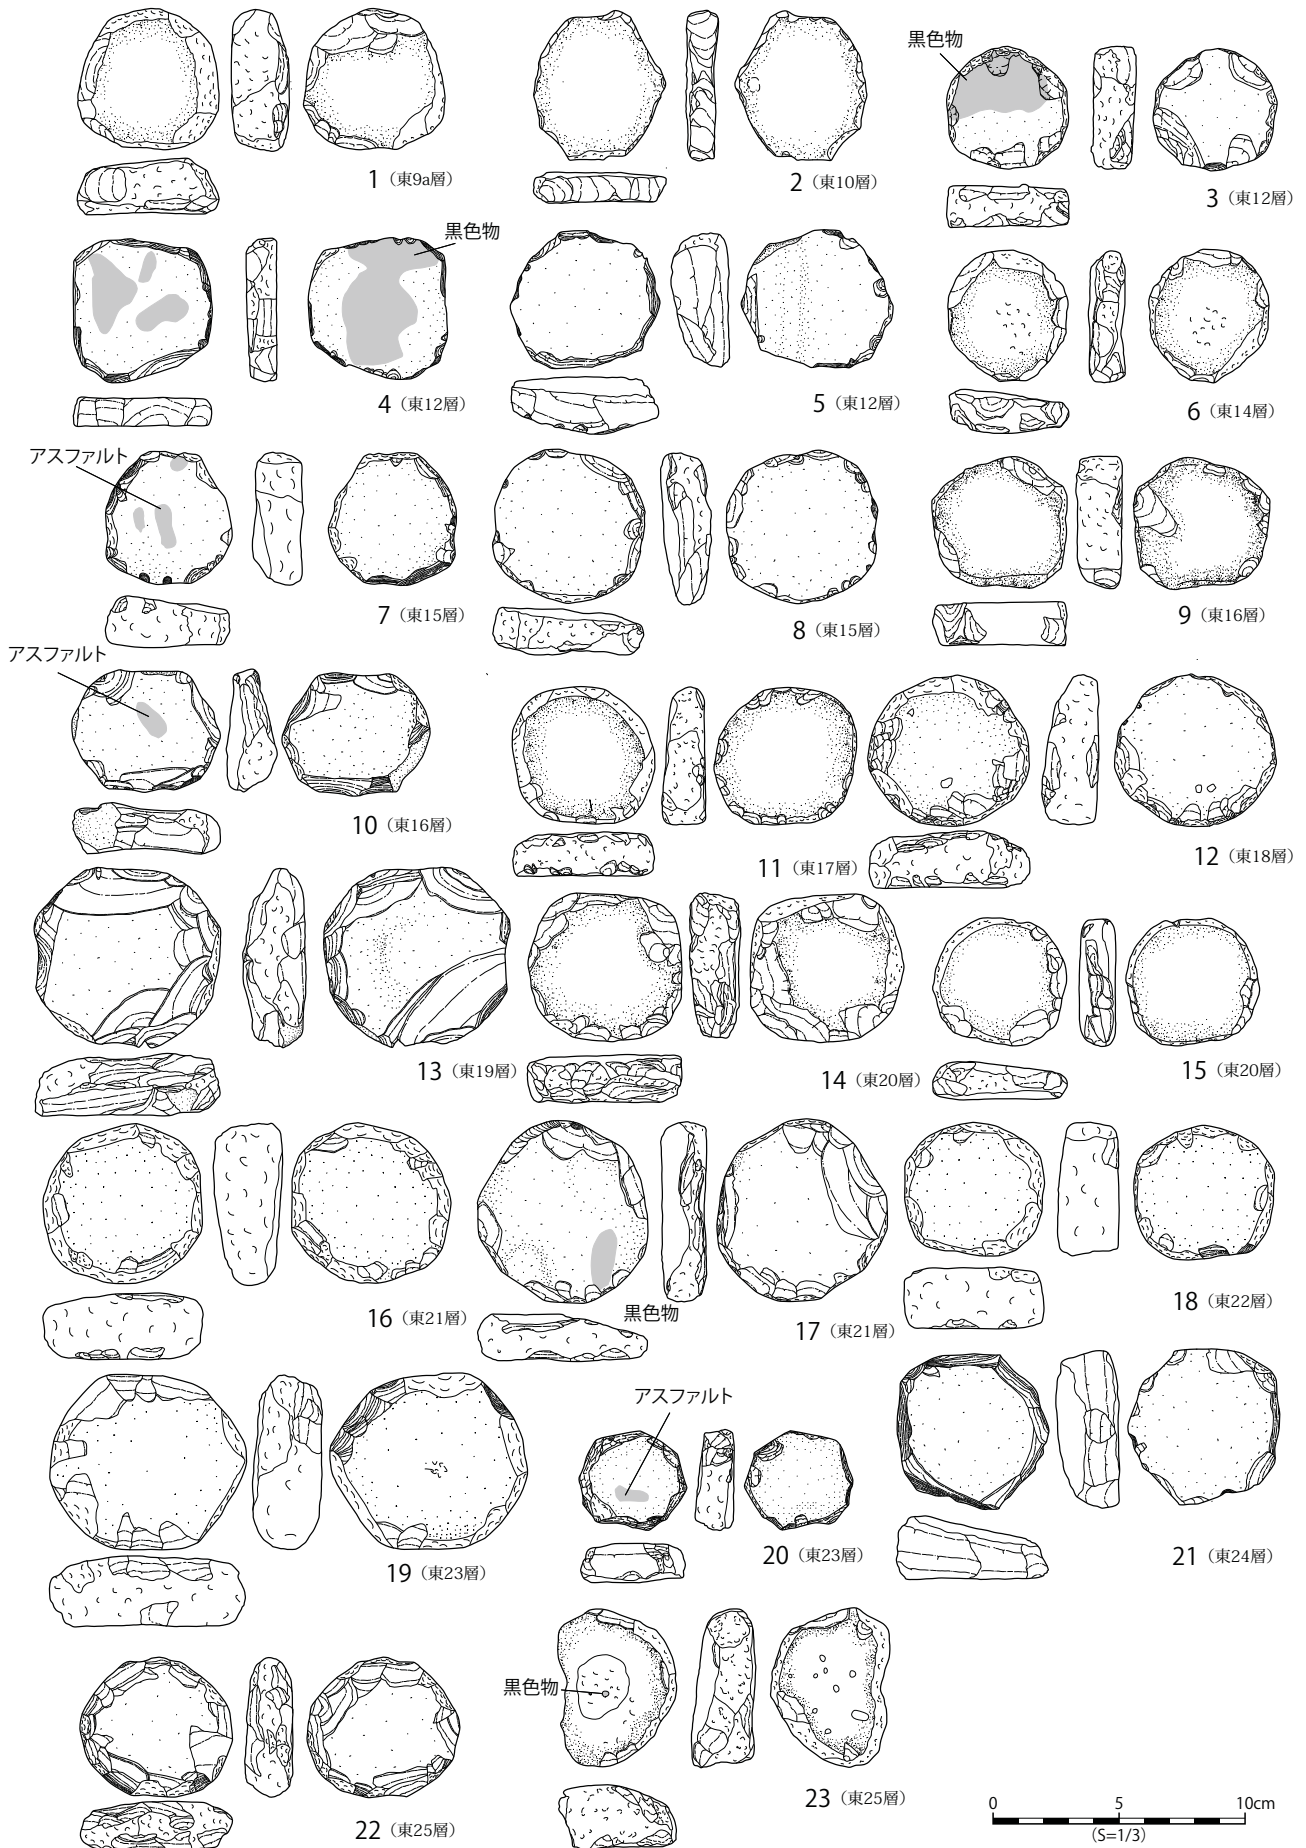 黒色物
1（東9a層）
2（東10層）
3（東12層）
黒色物
4（東12層）
5（東12層）
6（東14層）
アスファルト
7（東15層）
8（東15層）
9（東16層）
アスファルト
10（東16層）
11（東17層）
12（東18層）
13（東19層）
14（東20層）
15（東20層）
16（東21層）
黒色物
17（東21層）
18（東22層）
19（東23層）
アスファルト
20（東23層）
21（東24層）
黒色物
22（東25層）
23（東25層）
0 5 10cm
(S=1/3)